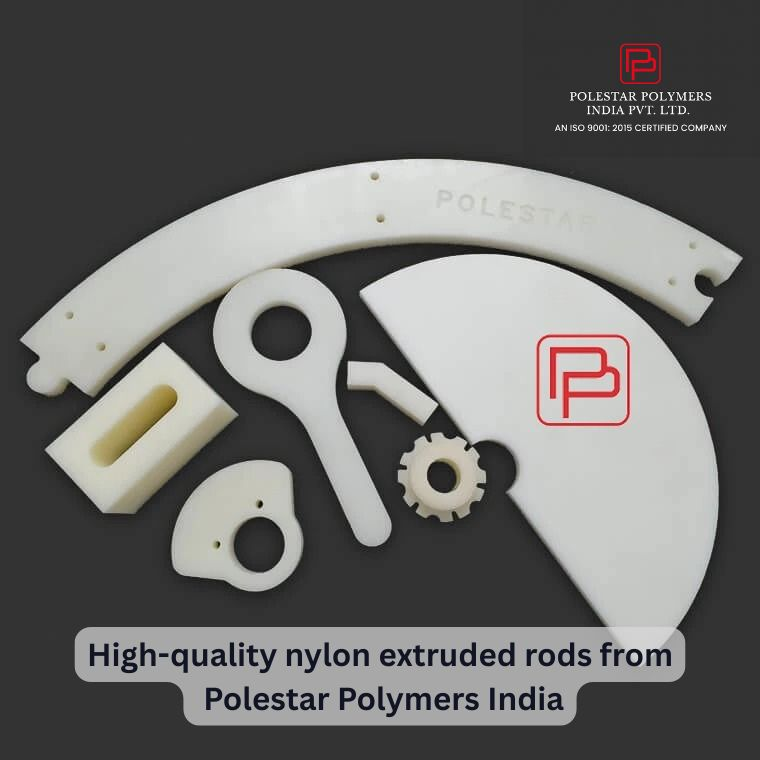 POLESTAR POLYMERS
INDIA PVT. LTD.
AN ISO 9001: 2015 CERTIFIED COMPANY
POLESTAR
High-quality nylon extruded rods from
Polestar Polymers India